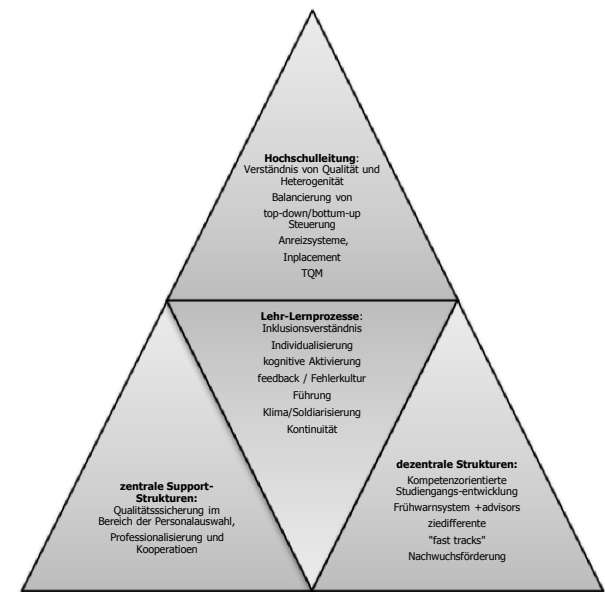 Hochschulleitung:
Verständnis von Qualität und
Heterogenität
Balancierung von
top-down/bottum-up
Steuerung
Anreizsysteme,
Inplacement
TQM
Lehr-Lernprozesse:
Inklusionsverständnis
Individualisierung
kognitive Aktivierung
feedback / Fehlerkultur
Führung
Klima/Soldiarisierung
Kontinuität
zentrale Support-
Strukturen:
Qualitätsssicherung im
Bereich der Personalauswahl,
Professionalisierung und
Kooperatioen
dezentrale Strukturen:
Kompetenzorientierte
Studiengangs-entwicklung
Frühwarnsystem +advisors
ziedifferente
"fast tracks"
Nachwuchsförderung